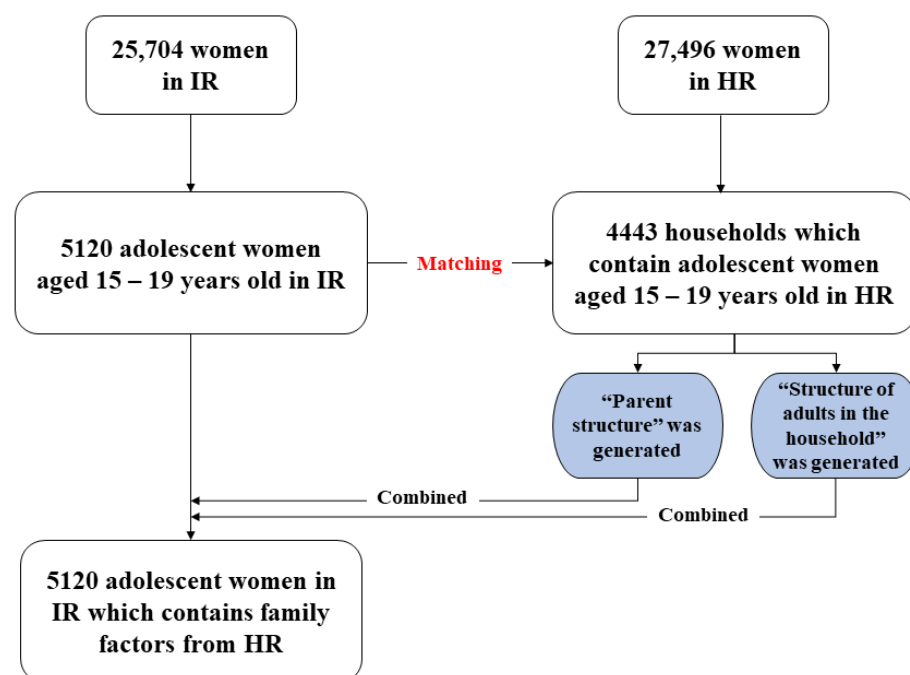 25,704 women
in IR
27,496 women
in HR
5120 adolescent women
aged 15 – 19 years old in IR
Matching
4443 households which
contain adolescent women
aged 15 – 19 years old in HR
“Parent
structure” was
generated
“Structure of
adults in the
household”
was generated
Combined
Combined
5120 adolescent women in
IR which contains family
factors from HR